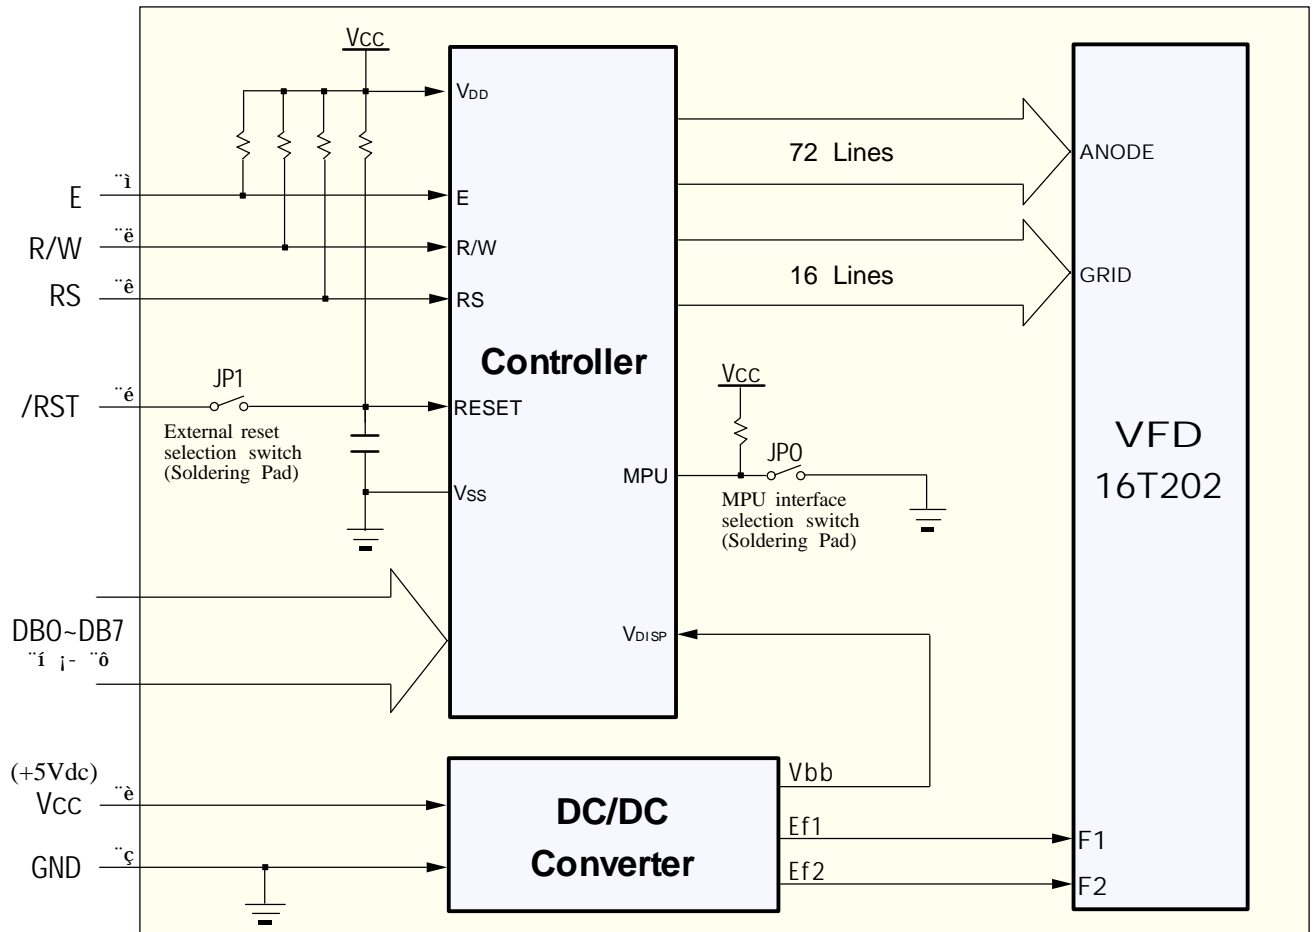 Vcc
VDD
E ¨ì
E
R/W ¨ë
R/W
RS ¨ê
RS
72 Lines
ANODE
16 Lines
GRID
Controller
JP1
/RST ¨é
RESET
External reset
selection switch
(Soldering Pad)
Vcc
MPU
JP0
MPU interface
selection switch
(Soldering Pad)
VFD
16T202
VSS
DB0~DB7
¨í ¡- ¨ô
VDISP
(+5Vdc)
Vcc ¨è
GND ¨ç
DC/DC
Converter
Vbb
Ef1
Ef2
F1
F2